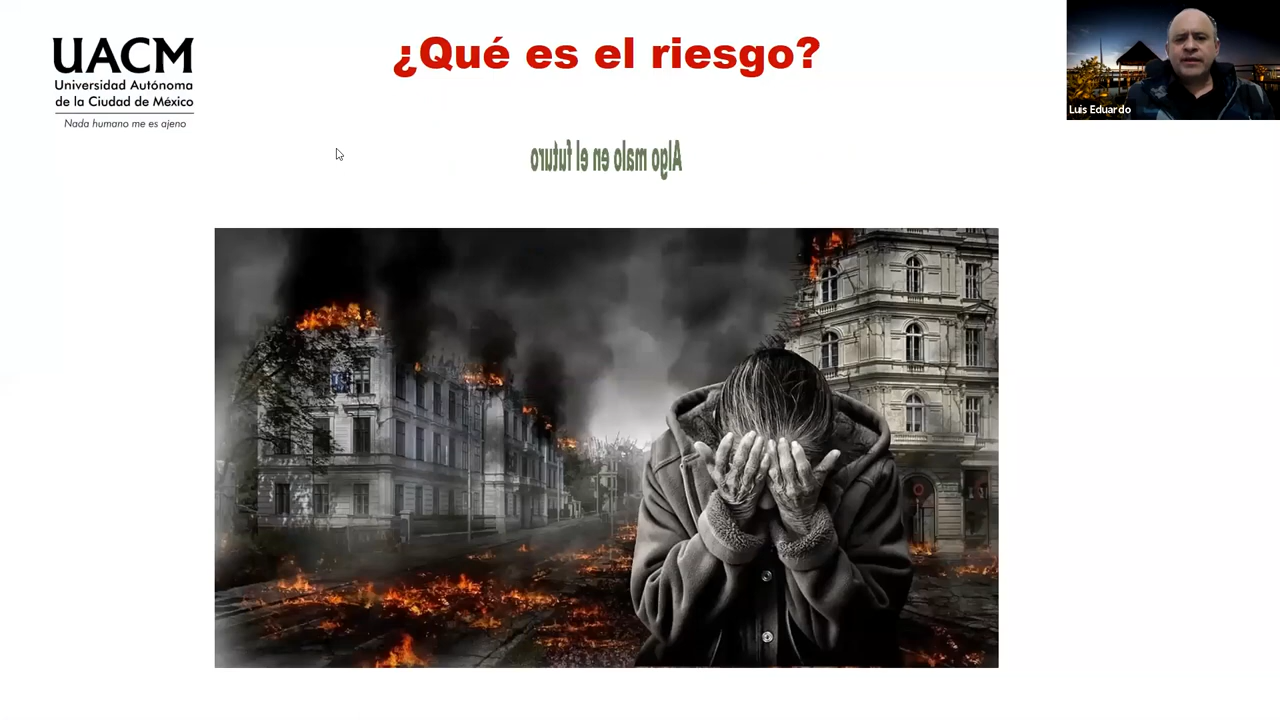 UACM
Universidad Autónoma
de la Ciudad de México
Nada humano me es ajeno
¿Qué es el riesgo?
Luis Eduardo
Algo malo en el futuro